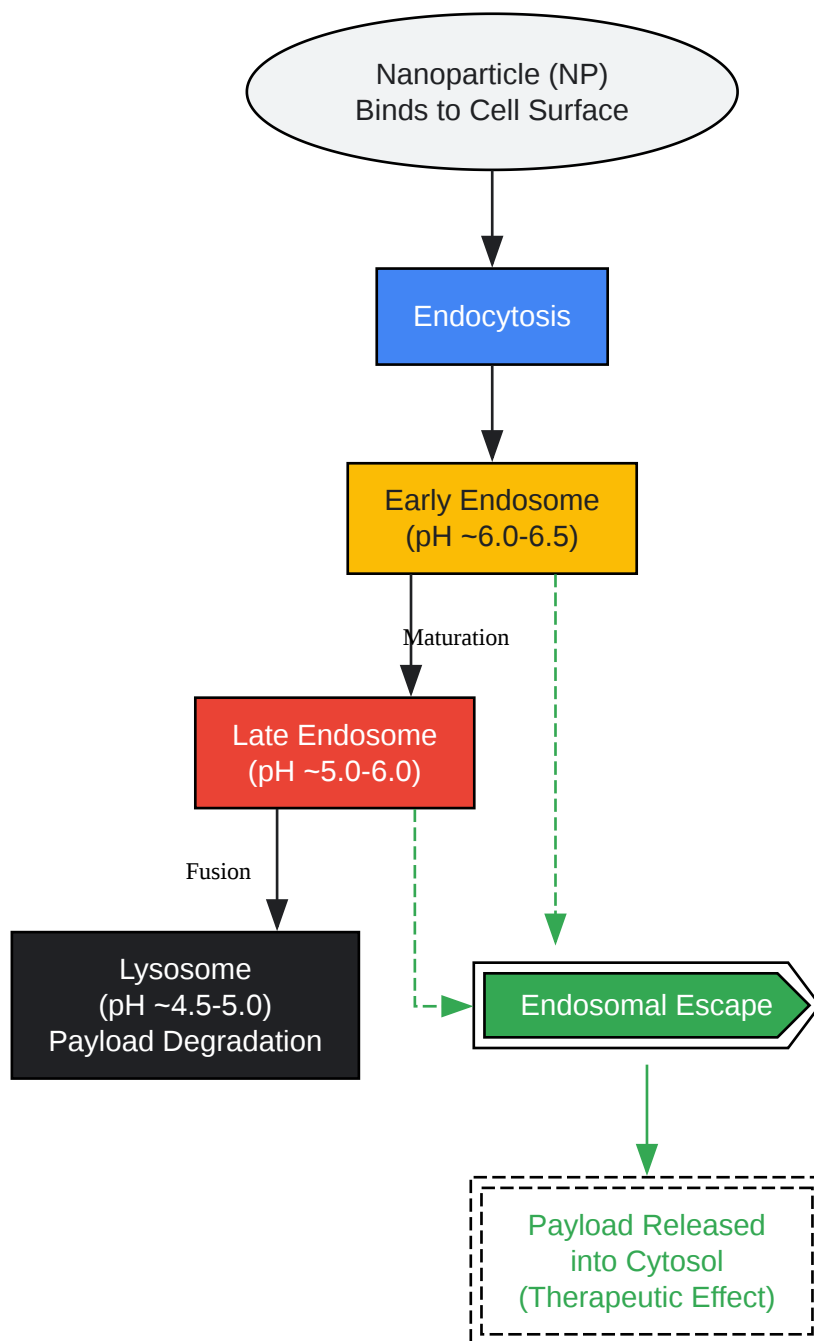 Nanoparticle (NP)
Binds to Cell Surface
Endocytosis
Early Endosome
(pH ~6.0-6.5)
Maturation
Late Endosome
(pH ~5.0-6.0)
Fusion
Lysosome
(pH ~4.5-5.0)
Payload Degradation
Endosomal Escape
Payload Released
into Cytosol
(Therapeutic Effect)